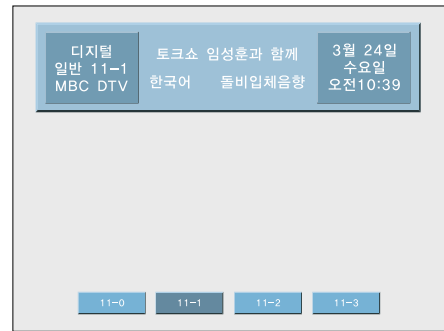 디지털
일반 11-1
MBC DTV
토크쇼 임성훈과 함께
한국어 돌비입체음향
3월 24일
수요일
오전10:39
11-0
11-1
11-2
11-3